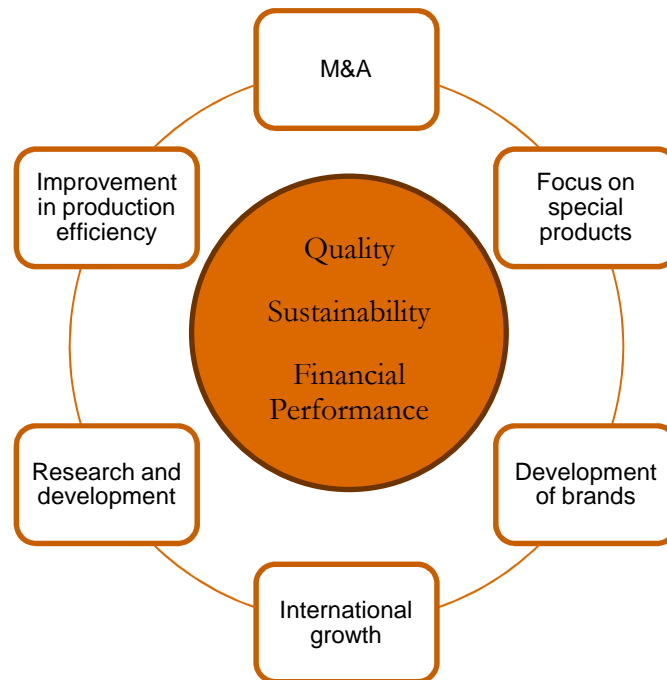 M&A
Improvement
in production
efficiency
Focus on
special
products
Quality
Sustainability
Financial
Performance
Research and
development
Development
of brands
International
growth